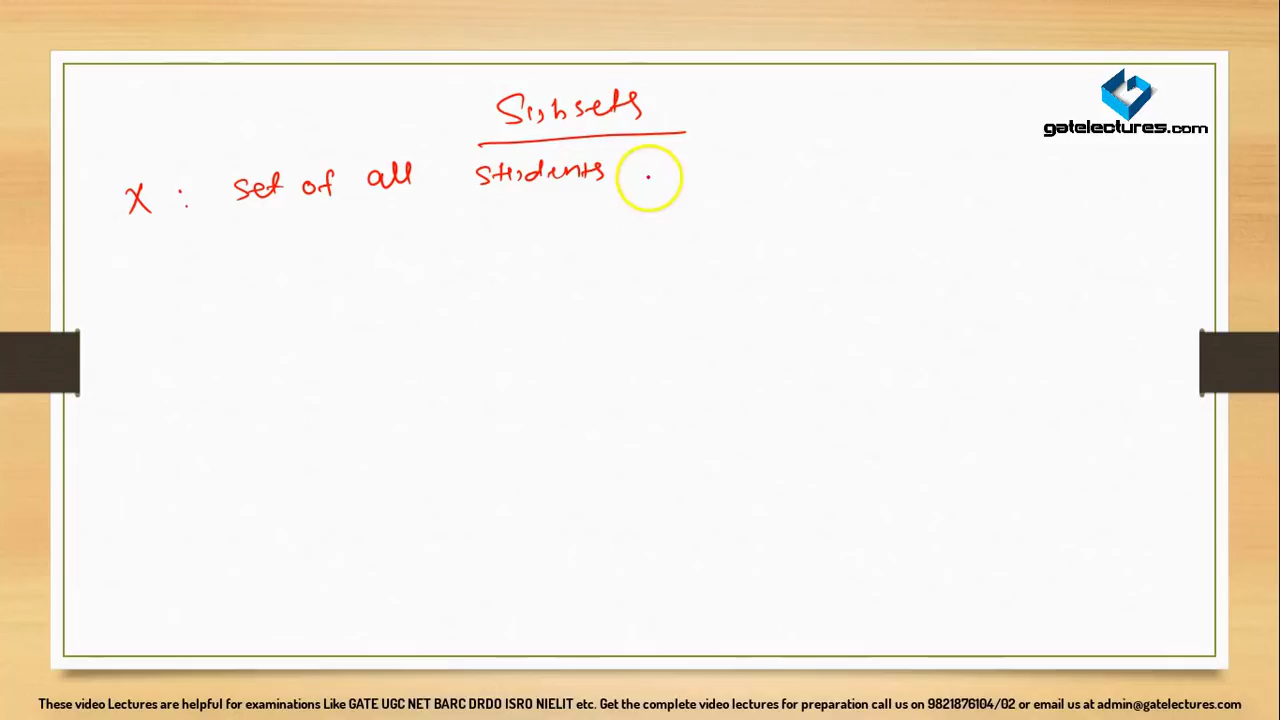 Subsets
gatelectures.com
X : set of all students
These video Lectures are helpful for examinations Like GATE UGC NET BARC DRDO ISRO NIELIT etc. Get the complete video lectures for preparation call us on 9821876104/02 or email us at admin@gatelectures.com